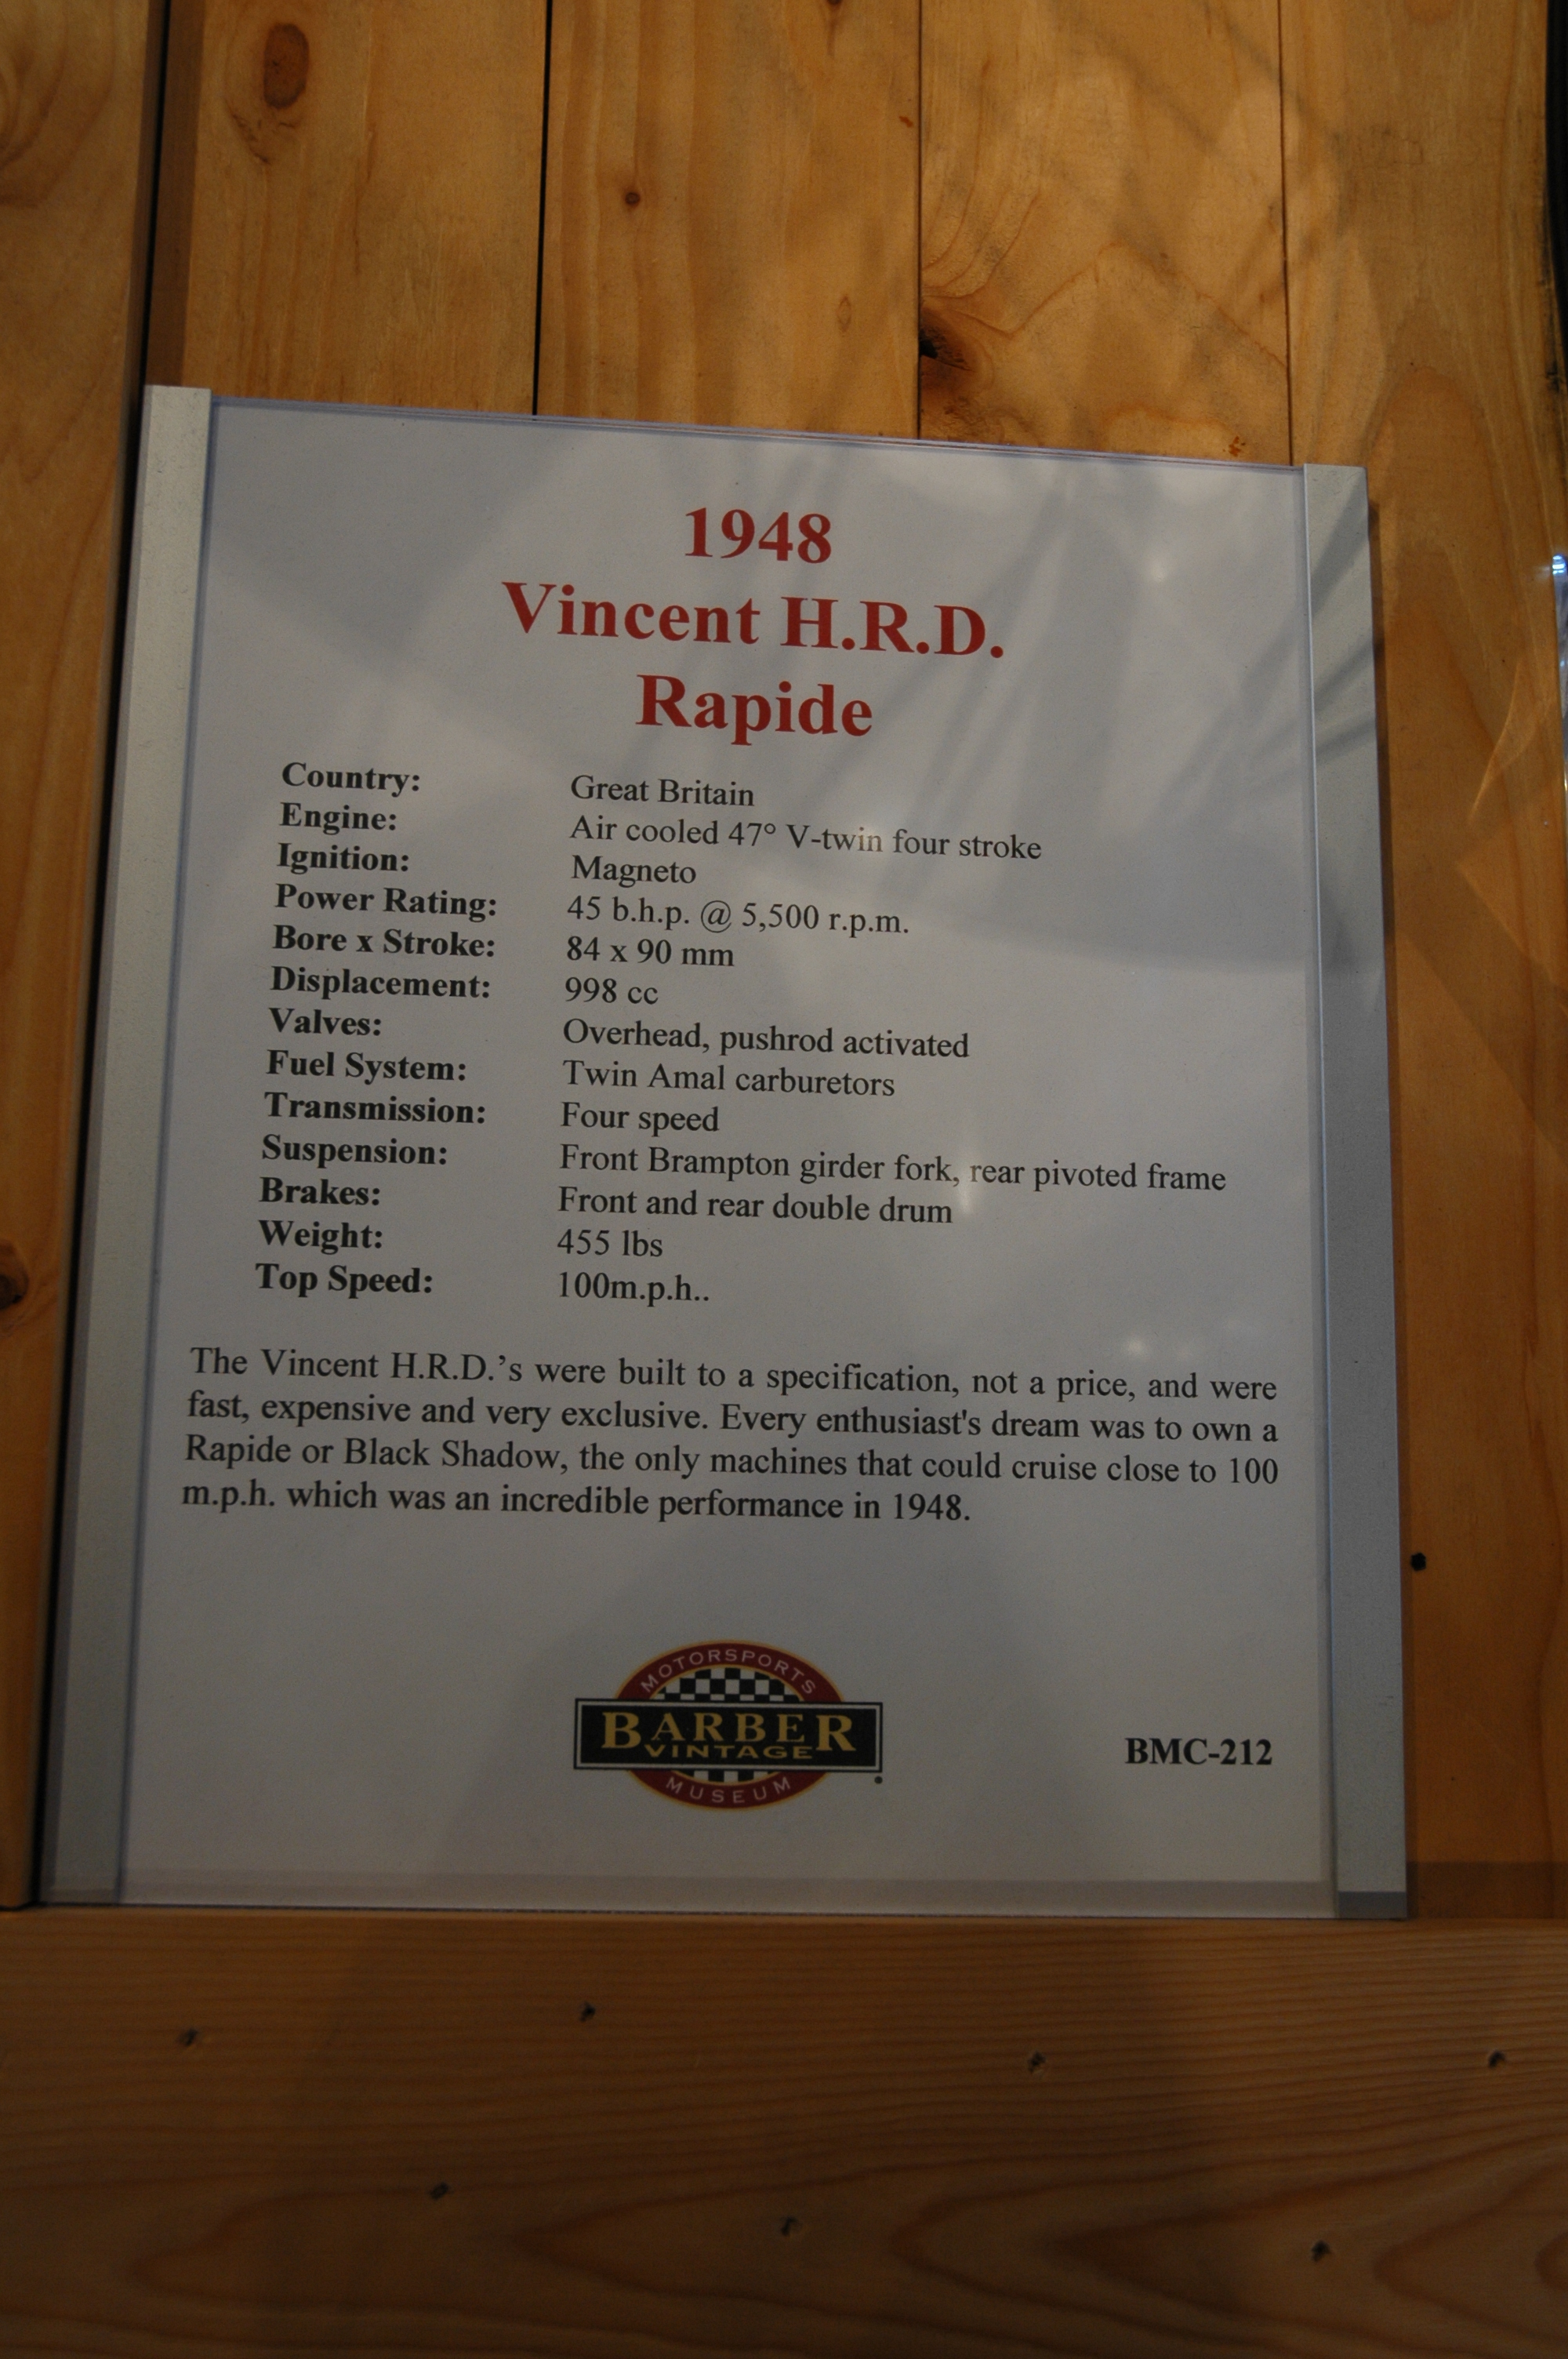 1948
Vincent H.R.D.
Rapide
Country: Great Britain
Engine: Air cooled 47° V-twin four stroke
Ignition: Magneto
Power Rating: 45 b.h.p. @ 5,500 r.p.m.
Bore x Stroke: 84 x 90 mm
Displacement: 998 cc
Valves: Overhead, pushrod activated
Fuel System: Twin Amal carburetors
Transmission: Four speed
Suspension: Front Brampton girder fork, rear pivoted frame
Brakes: Front and rear double drum
Weight: 455 lbs
Top Speed: 100m.p.h..
The Vincent H.R.D.’s were built to a specification, not a price, and were
fast, expensive and very exclusive. Every enthusiast's dream was to own a
Rapide or Black Shadow, the only machines that could cruise close to 100
m.p.h. which was an incredible performance in 1948.
MOTORSPORTS
BARBER
VINTAGE
MUSEUM
BMC-212